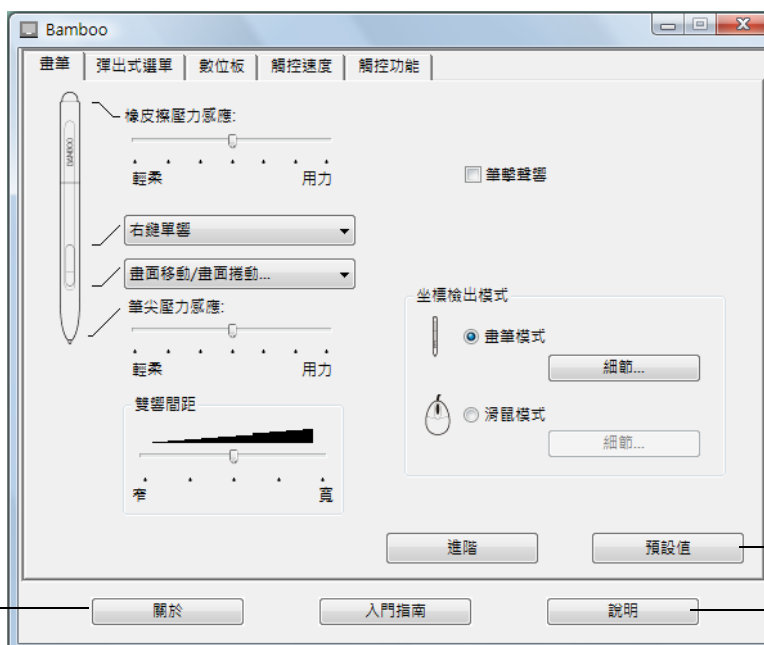 Bamboo
畫筆 彈出式選單 數位板 觸控速度 觸控功能
BAMBOO
橡皮擦壓力感應:
輕柔 用力
筆擊聲響
右鍵單響
畫面移動/畫面捲動...
筆尖壓力感應:
輕柔 用力
坐標檢出模式
畫筆模式
細節...
滑鼠模式
細節...
雙響間距
窄 寬
進階 預設值
關於 入門指南 說明